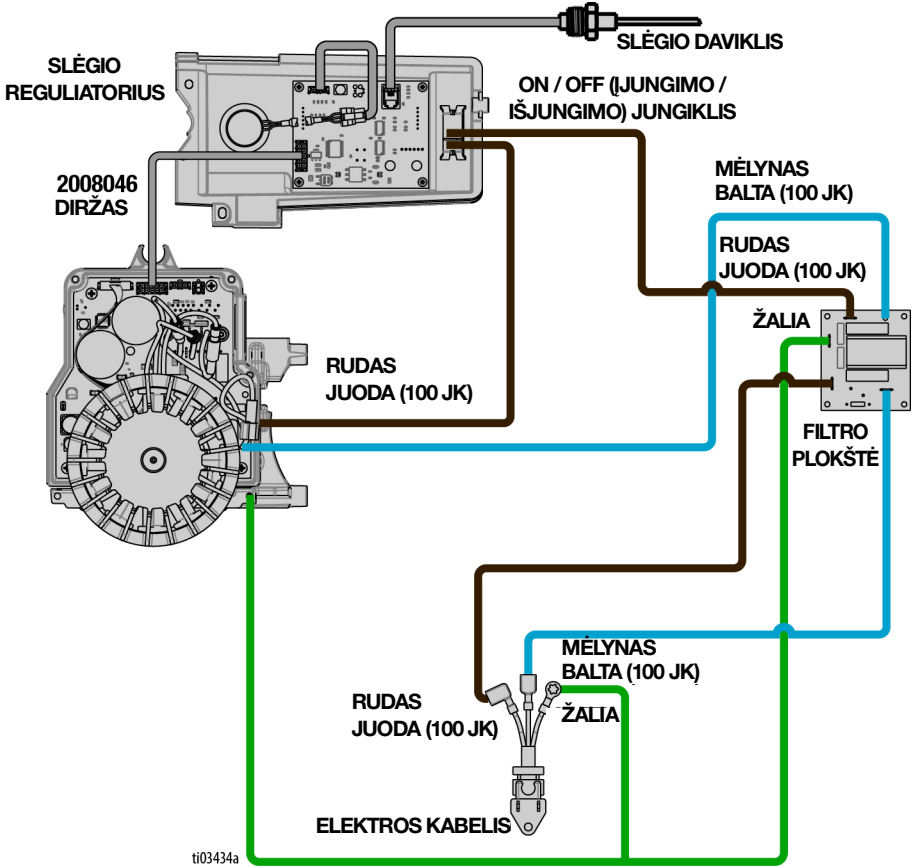 SLĖGIO DAVIKLIS
SLĖGIO
REGULIATORIUS
ON / OFF (ĮJUNGIMO /
IŠJUNGIMO) JUNGIKLIS
2008046
DIRŽAS
MĖLYNAS
BALTA (100 JK)
RUDAS
JUODA (100 JK)
ŽALIA
RUDAS
JUODA (100 JK)
FILTRO
PLOKŠTĖ
MĖLYNAS
BALTA (100 JK)
RUDAS
JUODA (100 JK)
ŽALIA
ELEKTROS KABELIS
ti03434a